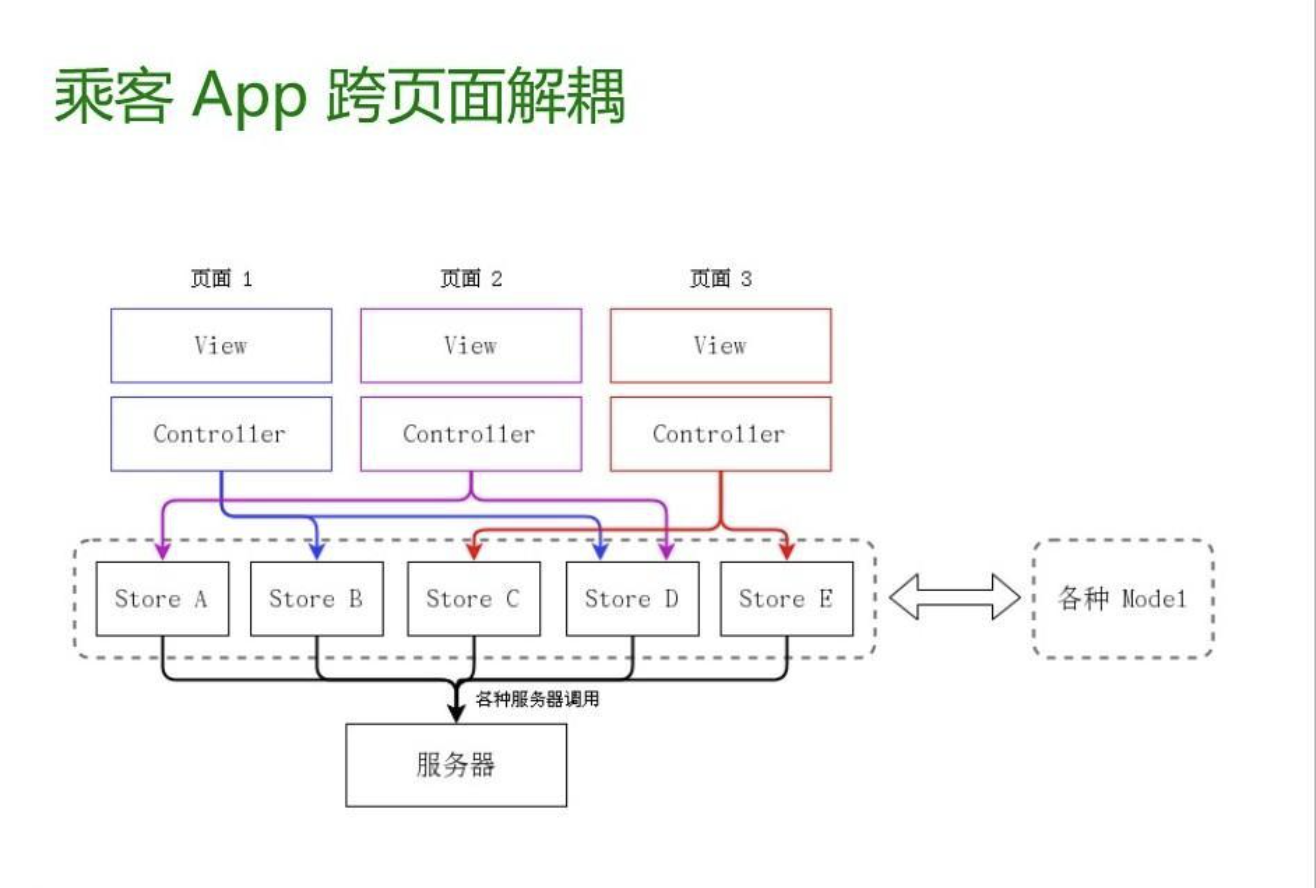 乘客 App 跨页面解耦
页面 1
页面 2
页面 3
View
View
View
Controller
Controller
Controller
Store A
Store B
Store C
Store D
Store E
各种 Model
各种服务器调用
服务器